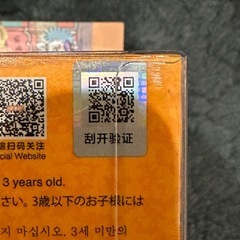 刮开验证
信扫码关注
cial Website
3 years old.
さい。3歳以下のお子様には
지 마십시오. 3세 미만의